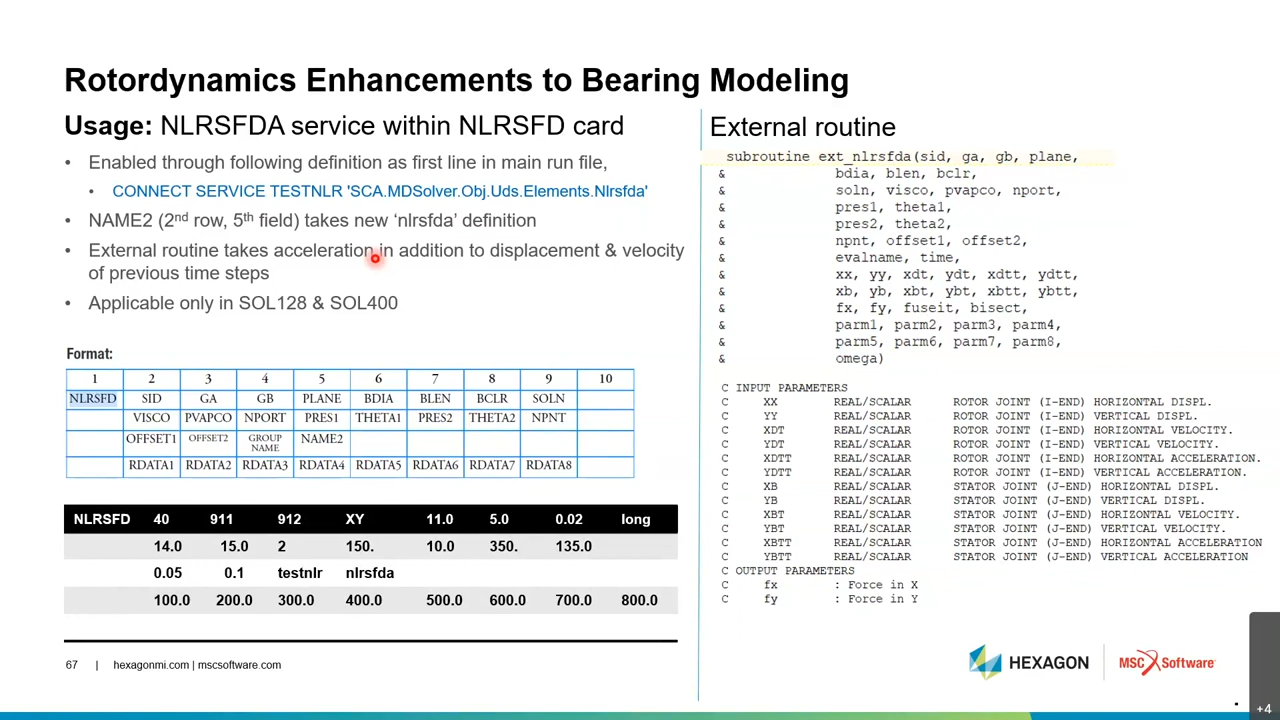 Rotordynamics Enhancements to Bearing Modeling
Usage: NLRSFDA service within NLRSFD card
• Enabled through following definition as first line in main run file,
• CONNECT SERVICE TESTNLR 'SCA.MDSolver.Obj.Uds.Elements.Nlrsfda'
• NAME2 (2nd row, 5th field) takes new ‘nlrsfda’ definition
• External routine takes acceleration in addition to displacement & velocity
of previous time steps
• Applicable only in SOL128 & SOL400
Format:
1 2 3 4 5 6 7 8 9 10
NLRSFD SID GA GB PLANE BDIA BLEN BCLR SOLN
VISCO PVAPCO NPORT PRES1 THETA1 PRES2 THETA2 NPNT
OFFSET1 OFFSET2 GROUP NAME NAME2
RDATA1 RDATA2 RDATA3 RDATA4 RDATA5 RDATA6 RDATA7 RDATA8
NLRSFD 40 911 912 XY 11.0 5.0 0.02 long
14.0 15.0 2 150. 10.0 350. 135.0
0.05 0.1 testnlr nlrsfda
100.0 200.0 300.0 400.0 500.0 600.0 700.0 800.0
67 | hexagonmi.com | mscsoftware.com
External routine
subroutine ext_nlrsfda(sid, ga, gb, plane,
& bdia, blen, bclr,
& soln, visco, pvapco, nport,
& pres1, theta1,
& pres2, theta2,
& npnt, offset1, offset2,
& evalname, time,
& xx, yy, xdt, ydt, xdtt, ydtt,
& xb, yb, xbt, ybt, xbtt, ybtt,
& fx, fy, fuseit, bisect,
& parm1, parm2, parm3, parm4,
& parm5, parm6, parm7, parm8,
& omega)
C INPUT PARAMETERS
C XX REAL/SCALAR ROTOR JOINT (I-END) HORIZONTAL DISPL.
C YY REAL/SCALAR ROTOR JOINT (I-END) VERTICAL DISPL.
C XDT REAL/SCALAR ROTOR JOINT (I-END) HORIZONTAL VELOCITY.
C YDT REAL/SCALAR ROTOR JOINT (I-END) VERTICAL VELOCITY.
C XDTT REAL/SCALAR ROTOR JOINT (I-END) HORIZONTAL ACCELERATION.
C YDTT REAL/SCALAR ROTOR JOINT (I-END) VERTICAL ACCELERATION.
C XB REAL/SCALAR STATOR JOINT (J-END) HORIZONTAL DISPL.
C YB REAL/SCALAR STATOR JOINT (J-END) VERTICAL DISPL.
C XBT REAL/SCALAR STATOR JOINT (J-END) HORIZONTAL VELOCITY.
C YBT REAL/SCALAR STATOR JOINT (J-END) VERTICAL VELOCITY.
C XBTT REAL/SCALAR STATOR JOINT (J-END) HORIZONTAL ACCELERATION
C YBTT REAL/SCALAR STATOR JOINT (J-END) VERTICAL ACCELERATION
C OUTPUT PARAMETERS
C fx : Force in X
C fy : Force in Y
HEXAGON MSC Software
+4